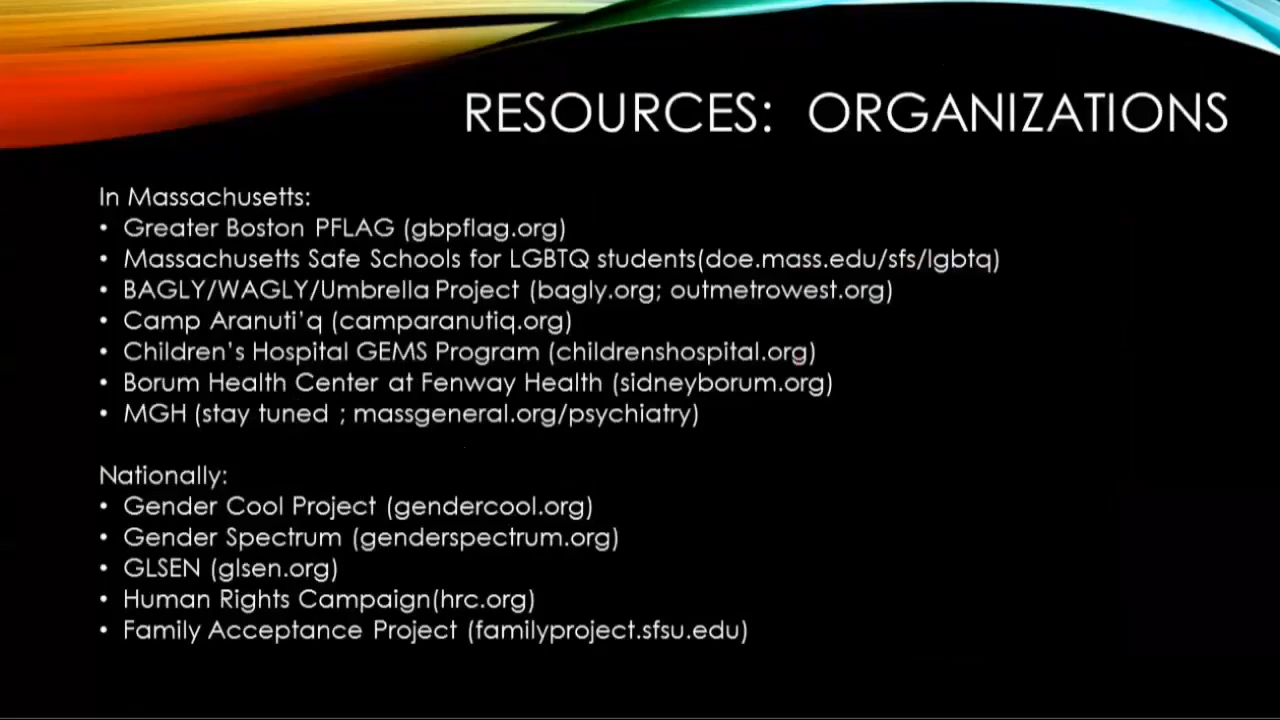 RESOURCES: ORGANIZATIONS
In Massachusetts:
• Greater Boston PFLAG (gbpflag.org)
• Massachusetts Safe Schools for LGBTQ students(doe.mass.edu/sfs/lgbtq)
• BAGLY/WAGLY/Umbrella Project (bagly.org; outmetrowest.org)
• Camp Aranuti'q (camparanutiq.org)
• Children's Hospital GEMS Program (childrenshospital.org)
• Borum Health Center at Fenway Health (sidneyborum.org)
• MGH (stay tuned ; massgeneral.org/psychiatry)
Nationally:
• Gender Cool Project (gendercool.org)
• Gender Spectrum (genderspectrum.org)
• GLSEN (glsen.org)
• Human Rights Campaign(hrc.org)
• Family Acceptance Project (familyproject.sfsu.edu)